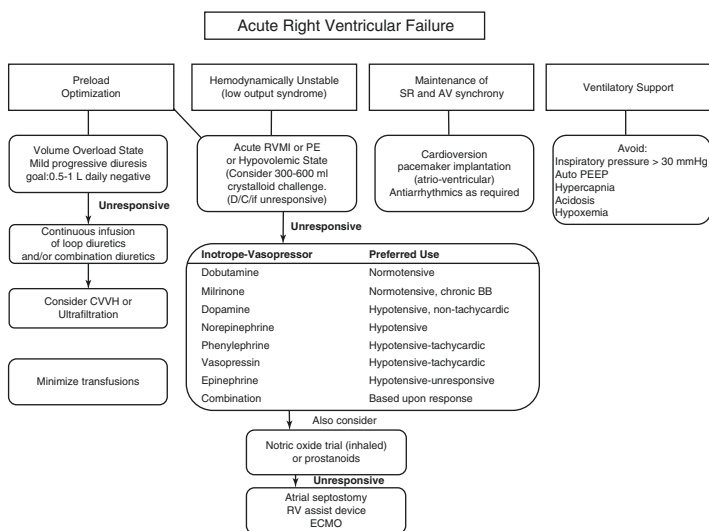 Acute Right Ventricular Failure
Preload
Optimization
Hemodynamically Unstable
(low output syndrome)
Maintenance of
SR and AV synchrony
Ventilatory Support
Volume Overload State
Mild progressive diuresis
goal:0.5-1 L daily negative
Unresponsive
Continuous infusion
of loop diuretics
and/or combination diuretics
Consider CVVH or
Ultrafiltration
Minimize transfusions
Acute RVMI or PE
or Hypovolemic State
(Consider 300-600 ml
crystalloid challenge.
(D/C/if unresponsive)
Unresponsive
Cardioversion
pacemaker implantation
(atrio-ventricular)
Antiarrhythmics as required
Avoid:
Inspiratory pressure > 30 mmHg
Auto PEEP
Hypercapnia
Acidosis
Hypoxemia
Inotrope-Vasopressor Preferred Use
Dobutamine Normotensive
Milrinone Normotensive, chronic BB
Dopamine Hypotensive, non-tachycardic
Norepinephrine Hypotensive
Phenylephrine Hypotensive-tachycardic
Vasopressin Hypotensive-tachycardic
Epinephrine Hypotensive-unresponsive
Combination Based upon response
Also consider
Notric oxide trial (inhaled)
or prostanoids
Unresponsive
Atrial septostomy
RV assist device
ECMO